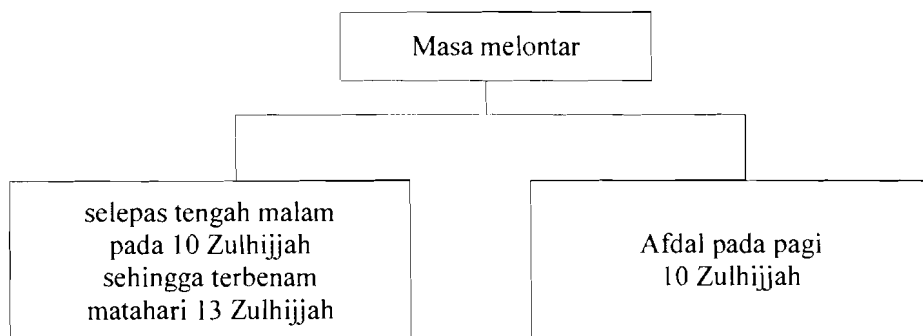 Masa melontar
selepas tengah malam
pada 10 Zulhijjah
sehingga terbenam
matahari 13 Zulhijjah
Afdal pada pagi
10 Zulhijjah